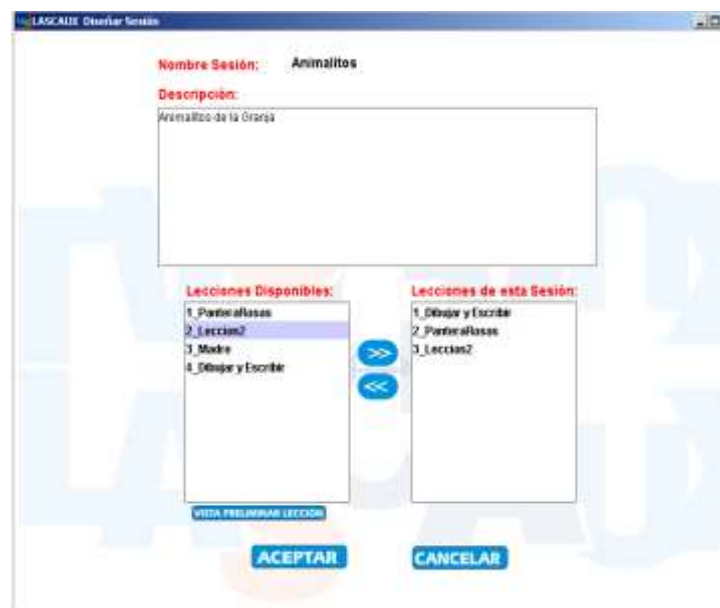 LASCAUX Diseñar Sesión
Nombre Sesión: Animalitos
Descripción:
Animalitos de la Granja
Lecciones Disponibles:
1_PanteraRosas
2_Leccion2
3_Madre
4_Dibujar y Escribir
>>
<<
Lecciones de esta Sesión:
1_Dibujar y Escribir
2_PanteraRosas
3_Leccion2
VISTA PRELIMINAR LECCIÓN
ACEPTAR
CANCELAR